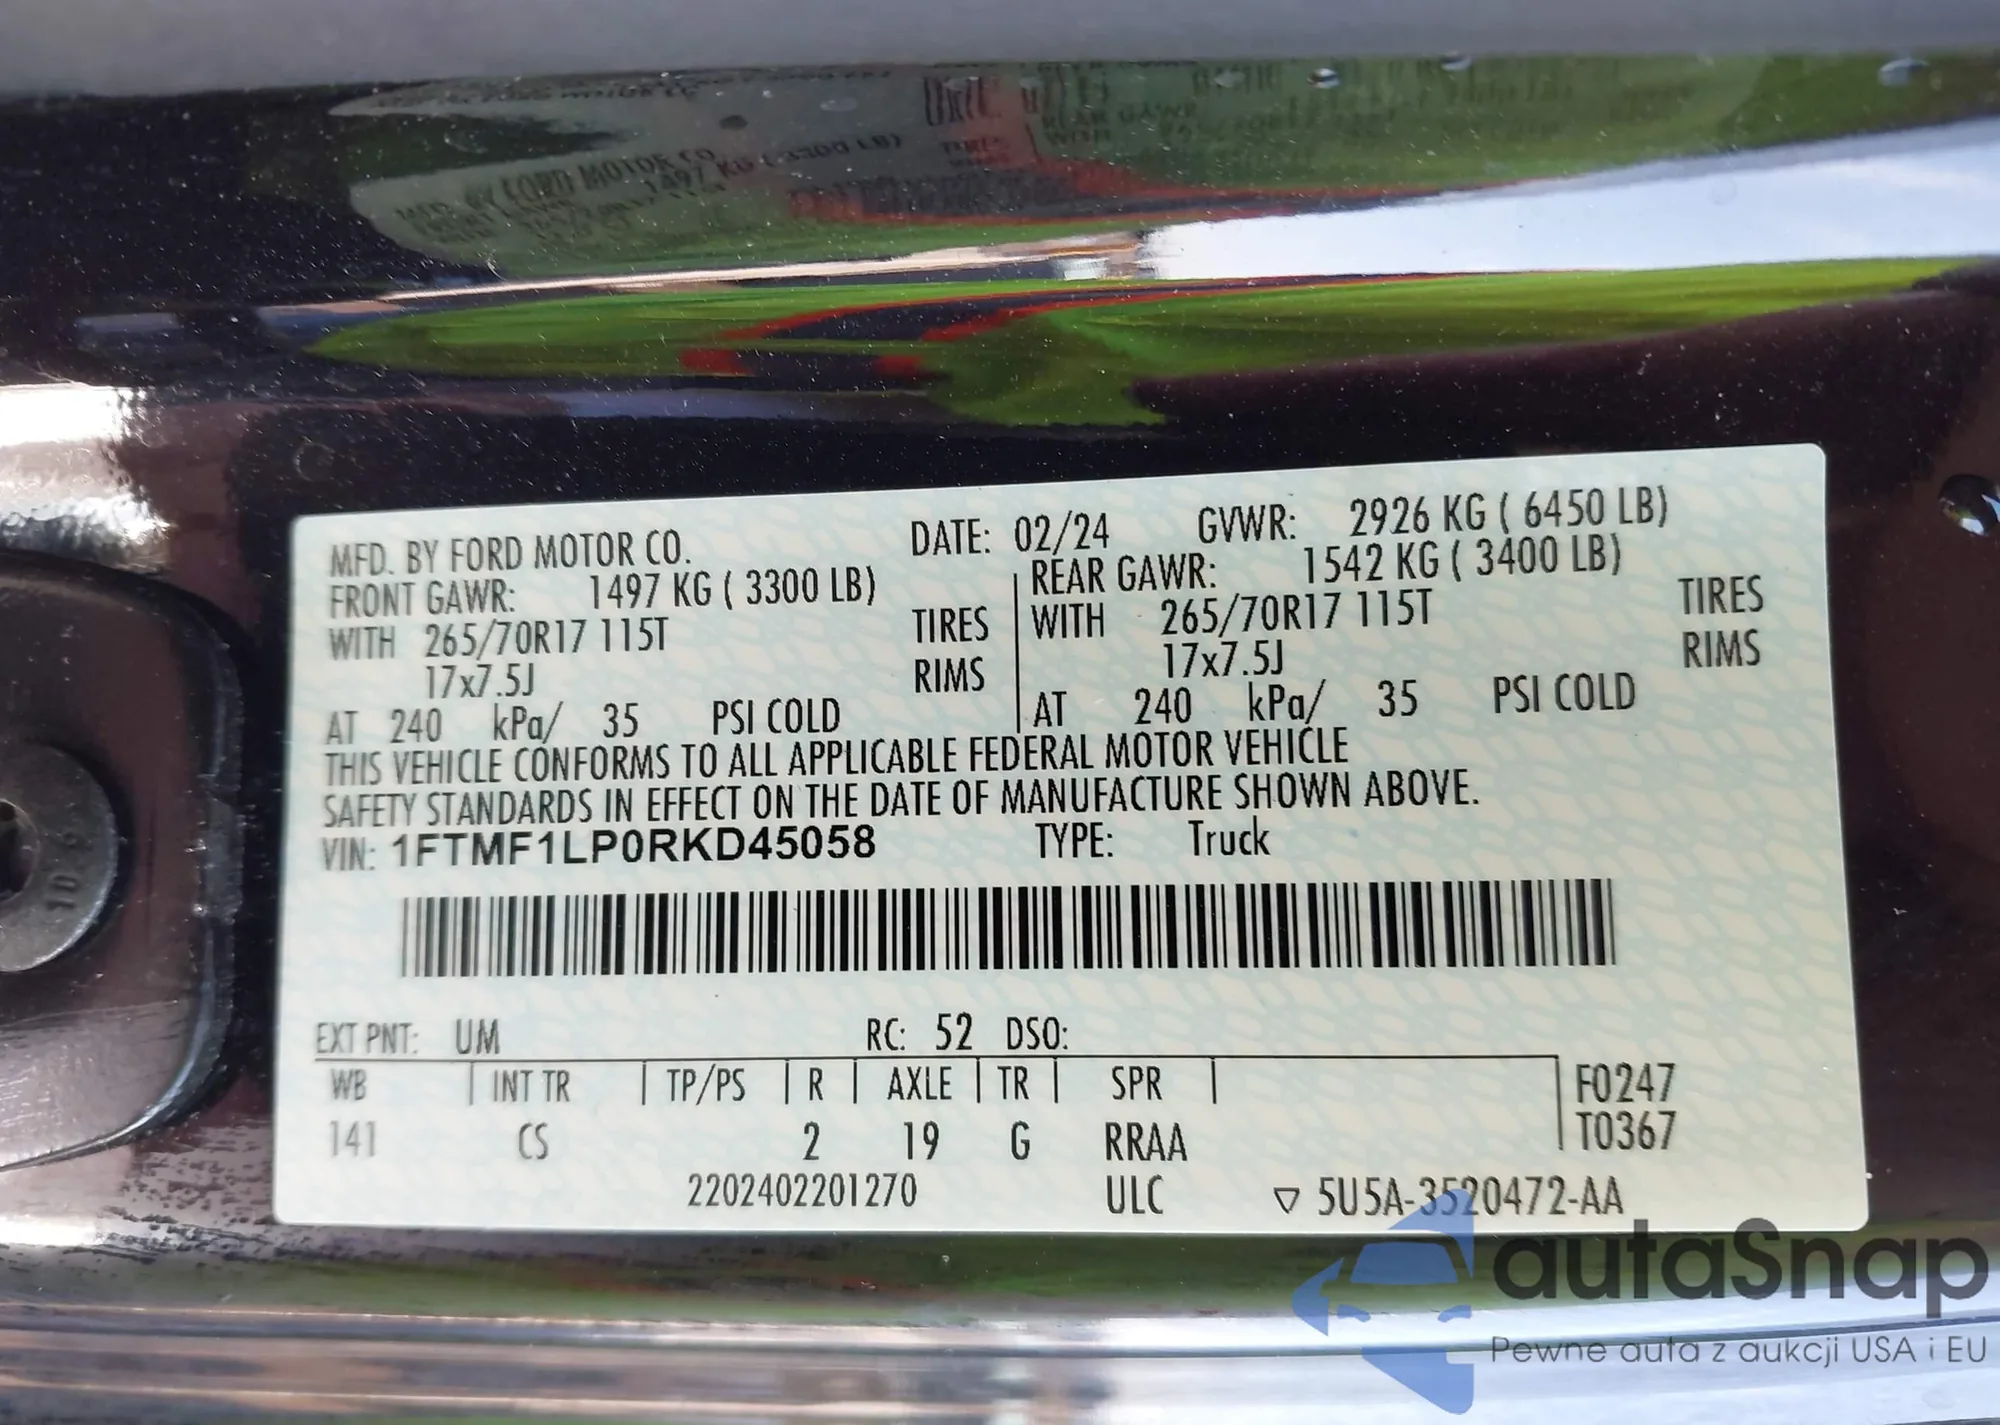 MFD. BY FORD MOTOR CO. DATE: 02/24 GVWR: 2926 KG ( 6450 LB)
FRONT GAWR: 1497 KG ( 3300 LB) REAR GAWR: 1542 KG ( 3400 LB)
WITH 265/70R17 115T TIRES WITH 265/70R17 115T TIRES
17x7.5J RIMS 17x7.5J RIMS
AT 240 kPa/ 35 PSI COLD AT 240 kPa/ 35 PSI COLD
THIS VEHICLE CONFORMS TO ALL APPLICABLE FEDERAL MOTOR VEHICLE
SAFETY STANDARDS IN EFFECT ON THE DATE OF MANUFACTURE SHOWN ABOVE.
VIN: 1FTMF1LP0RKD45058 TYPE: Truck
EXT PNT: UM RC: 52 DSO:
WB INT TR TP/PS R AXLE TR SPR F0247
141 CS 2 19 G RRAA T0367
2202402201270 ULC ▽ 5U5A-3520472-AA
autaSnap
Pewne auta z aukcji USA i EU